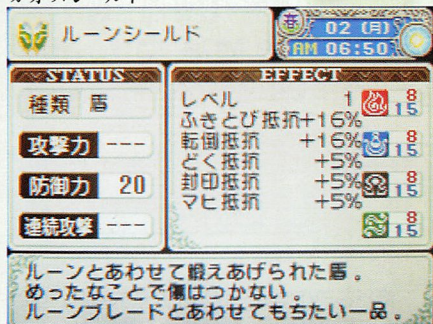 ルーンシールド
春 02(月)
AM 06:50
STATUS
種類 盾
攻撃力 ---
防御力 20
連続攻撃 ---
EFFECT
レベル 1
ふきとび抵抗+16%
転倒抵抗 +16%
どく抵抗 +5%
封印抵抗 +5%
マヒ抵抗 +5%
8
15
8
15
8
15
8
15
ルーンとあわせて鍛えあげられた盾。
めったなことで傷はつかない。
ルーンブレードとあわせてもちたい一品。